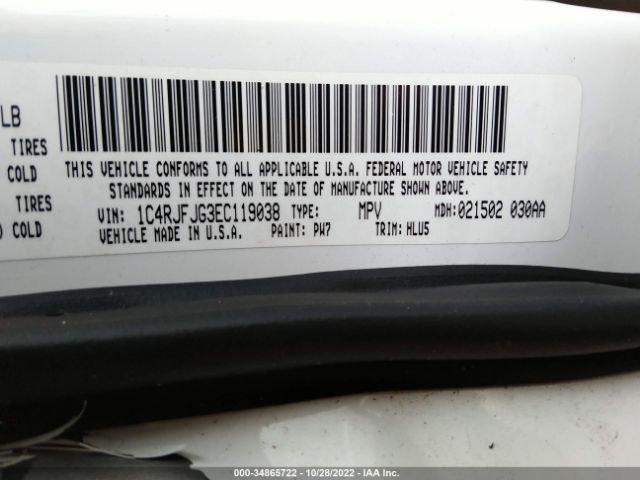 LB
TIRES
COLD
TIRES
COLD
THIS VEHICLE CONFORMS TO ALL APPLICABLE U.S.A. FEDERAL MOTOR VEHICLE SAFETY
STANDARDS IN EFFECT ON THE DATE OF MANUFACTURE SHOWN ABOVE.
VIN: 1C4RJFJG3EC119038 TYPE: MPV MDH:021502 030AA
VEHICLE MADE IN U.S.A. PAINT: PW7 TRIM: HLU5
000-34865722 | 10/28/2022 | IAA Inc.